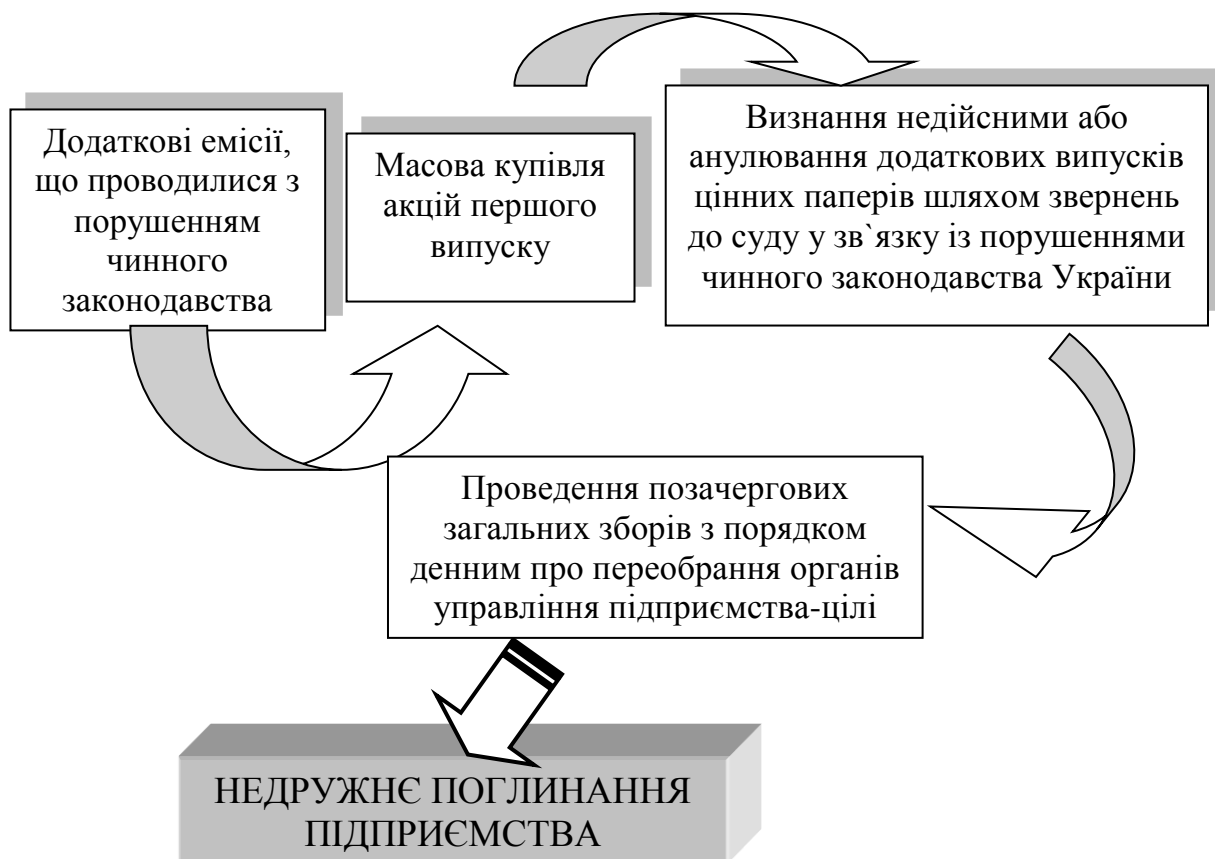 Додаткові емісії,
що проводилися з
порушенням
чинного
законодавства
Масова купівля
акцій першого
випуску
Визнання недійсними або
анулювання додаткових випусків
цінних паперів шляхом звернень
до суду у зв`язку із порушеннями
чинного законодавства України
Проведення позачергових
загальних зборів з порядком
денним про переобрання органів
управління підприємства-цілі
НЕДРУЖНЄ ПОГЛИНАННЯ
ПІДПРИЄМСТВА